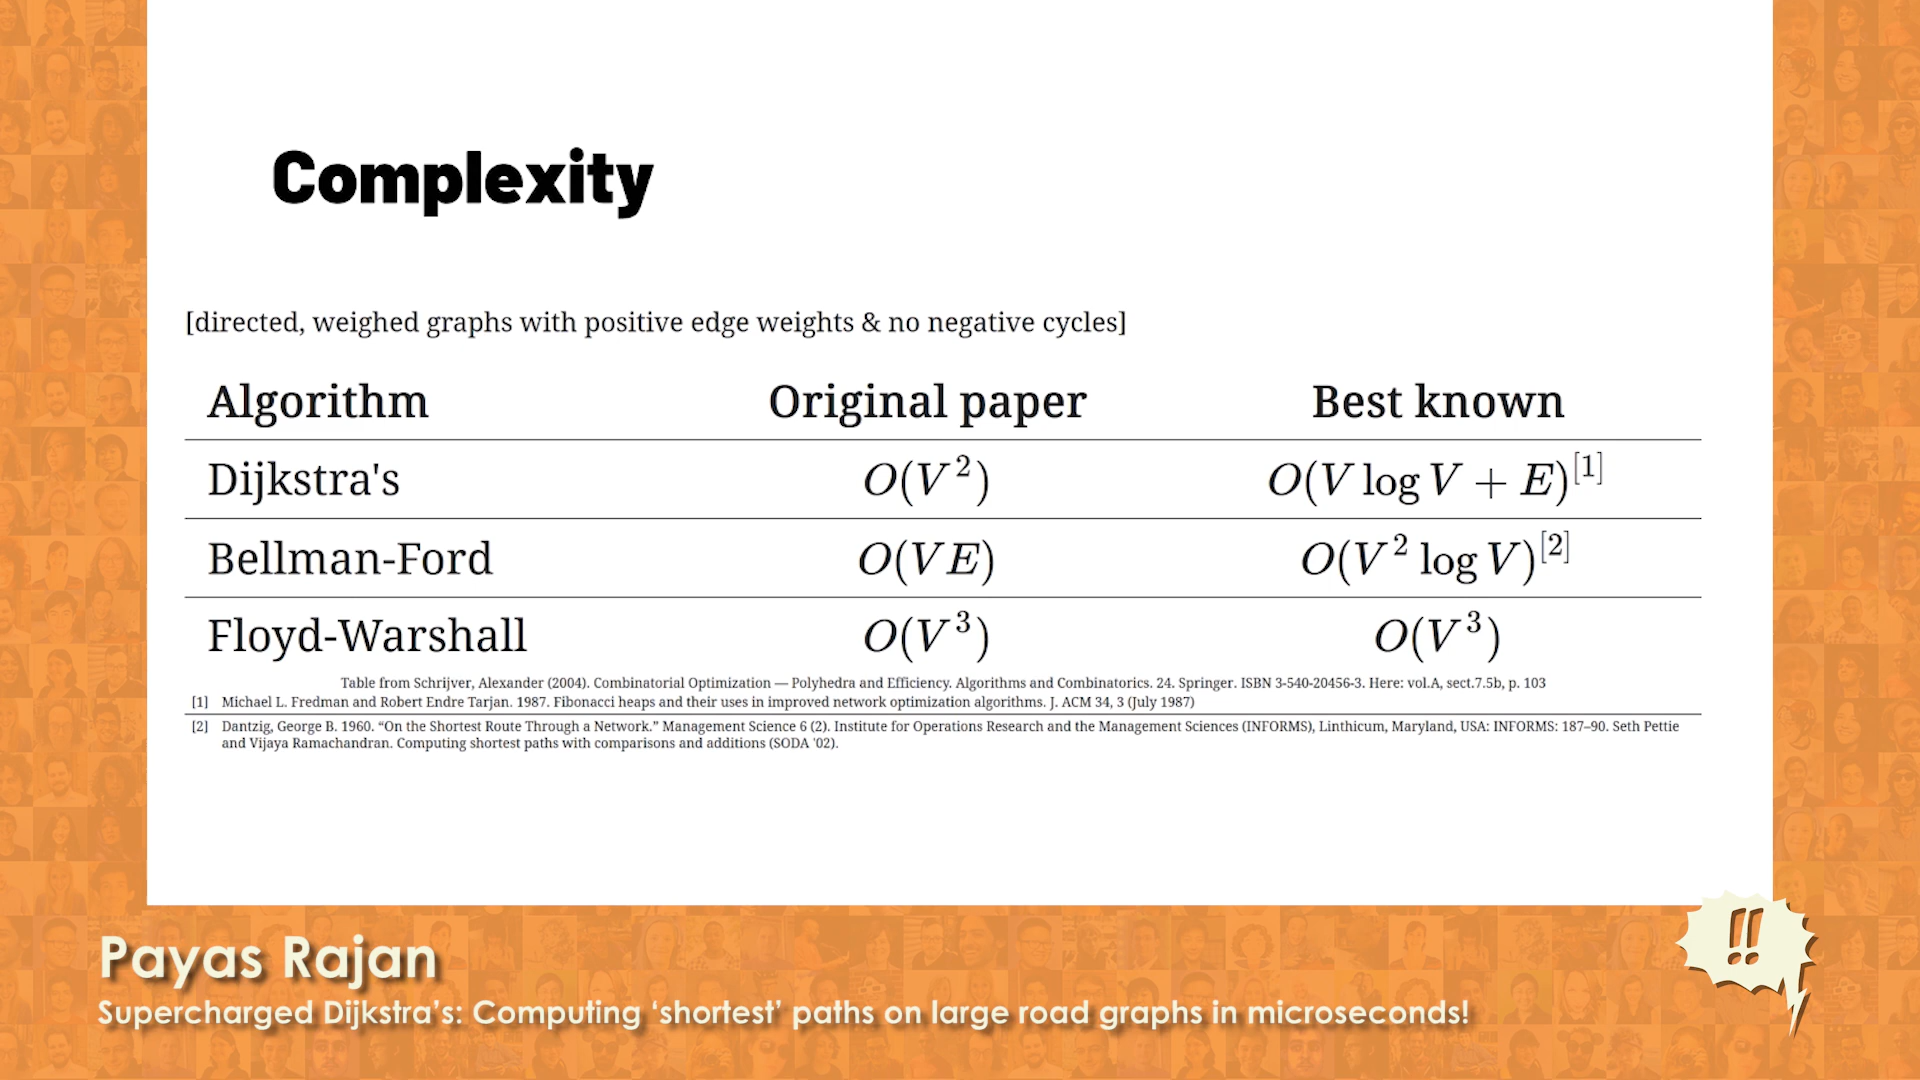 Complexity
[directed, weighed graphs with positive edge weights & no negative cycles]
Algorithm Original paper Best known
Dijkstra's O(V²) O(V log V + E)[1]
Bellman-Ford O(VE) O(V² log V)[2]
Floyd-Warshall O(V³) O(V³)
Table from Schrijver, Alexander (2004). Combinatorial Optimization — Polyhedra and Efficiency. Algorithms and Combinatorics. 24. Springer. ISBN 3-540-20456-3. Here: vol.A, sect.7.5b, p. 103
[1] Michael L. Fredman and Robert Endre Tarjan. 1987. Fibonacci heaps and their uses in improved network optimization algorithms. J. ACM 34, 3 (July 1987)
[2] Dantzig, George B. 1960. “On the Shortest Route Through a Network.” Management Science 6 (2). Institute for Operations Research and the Management Sciences (INFORMS), Linthicum, Maryland, USA: INFORMS: 187–90. Seth Pettie
and Vijaya Ramachandran. Computing shortest paths with comparisons and additions (SODA '02).
!!
Payas Rajan
Supercharged Dijkstra’s: Computing ‘shortest’ paths on large road graphs in microseconds!